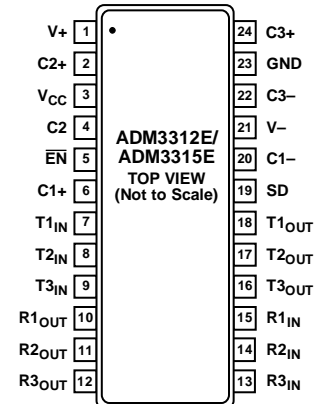 V+ 1 24 C3+
C2+ 2 23 GND
VCC 3 22 C3–
C2 4 21 V–
EN 5 20 C1–
C1+ 6 19 SD
T1IN 7 18 T1OUT
T2IN 8 17 T2OUT
T3IN 9 16 T3OUT
R1OUT 10 15 R1IN
R2OUT 11 14 R2IN
R3OUT 12 13 R3IN
ADM3312E/
ADM3315E
TOP VIEW
(Not to Scale)